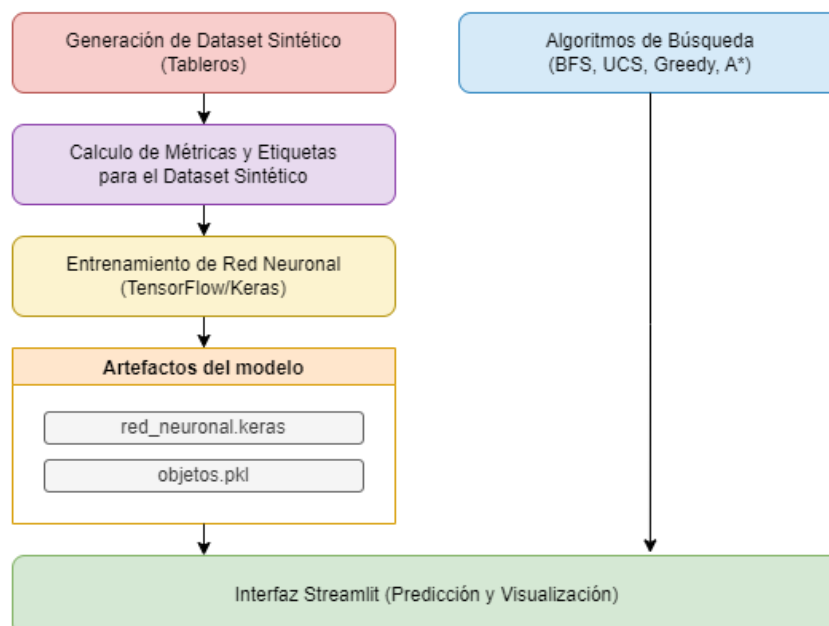 Generación de Dataset Sintético
(Tableros)
Algoritmos de Búsqueda
(BFS, UCS, Greedy, A*)
Calculo de Métricas y Etiquetas
para el Dataset Sintético
Entrenamiento de Red Neuronal
(TensorFlow/Keras)
Artefactos del modelo
red_neuronal.keras
objetos.pkl
Interfaz Streamlit (Predicción y Visualización)